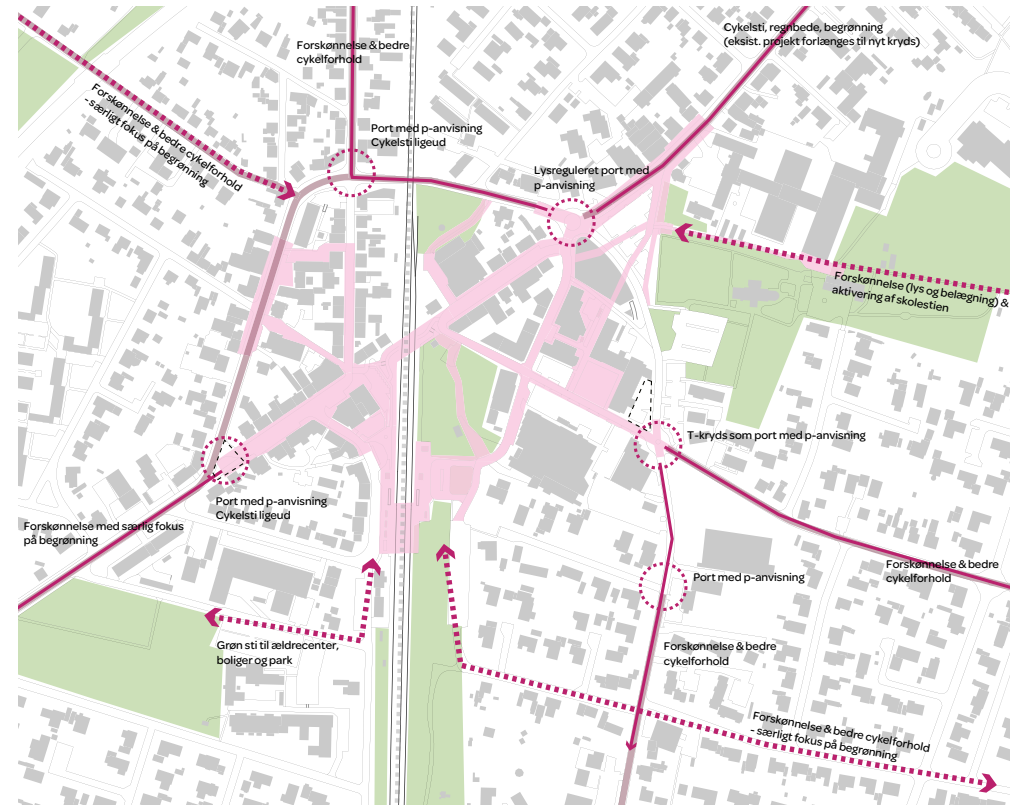 Forskønnelse & bedre
cykelforhold
Cykelsti, regnbede, begrønning
(eksist. projekt forlænges til nyt kryds)
Forskønnelse & bedre cykelforhold
- særligt fokus på begrønning
Port med p-anvisning
Cykelsti ligeud
Lysreguleret port med
p-anvisning
Forskønnelse (lys og belægning) &
aktivering af skolestien
T-kryds som port med p-anvisning
Port med p-anvisning
Cykelsti ligeud
Forskønnelse med særlig fokus
på begrønning
Forskønnelse & bedre
cykelforhold
Port med p-anvisning
Grøn sti til ældrecenter,
boliger og park
Forskønnelse & bedre
cykelforhold
Forskønnelse & bedre cykelforhold
- særligt fokus på begrønning